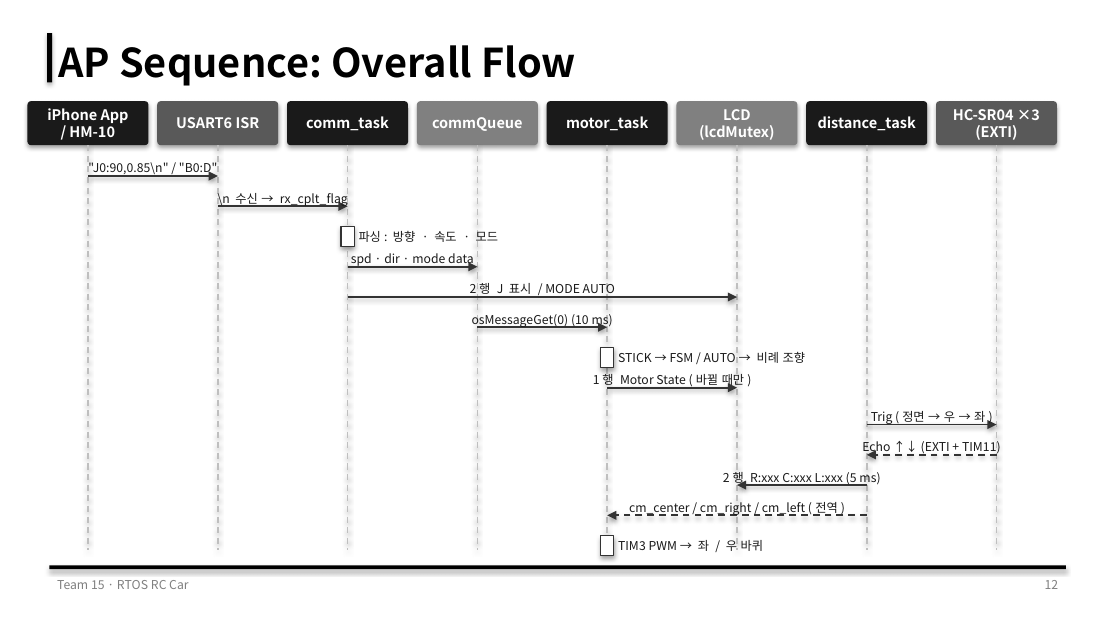 AP Sequence: Overall Flow
iPhone App
/ HM-10
USART6 ISR
comm_task
commQueue
motor_task
LCD
(lcdMutex)
distance_task
HC-SR04 ×3
(EXTI)
"J0:90,0.85\n" / "B0:D"
\n 수신 → rx_cplt_flag
파싱 : 방향 · 속도 · 모드
spd · dir · mode data
2 행 J 표시 / MODE AUTO
osMessageGet(0) (10 ms)
STICK → FSM / AUTO → 비례 조향
1 행 Motor State ( 바뀔 때만 )
Trig ( 정면 → 우 → 좌 )
Echo ↑↓ (EXTI + TIM11)
2 행 R:xxx C:xxx L:xxx (5 ms)
cm_center / cm_right / cm_left ( 전역 )
TIM3 PWM → 좌 / 우 바퀴
Team 15 · RTOS RC Car
12